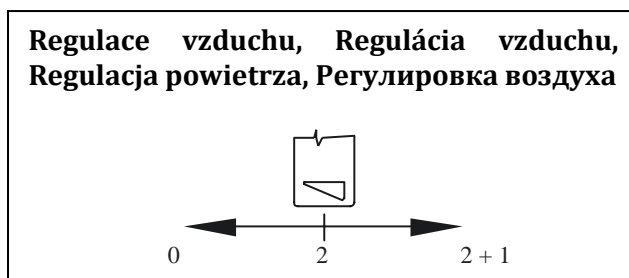 Regulace vzduchu, Regulácia vzduchu,
Regulacja powietrza, Регулировка воздуха
0 2 2 + 1